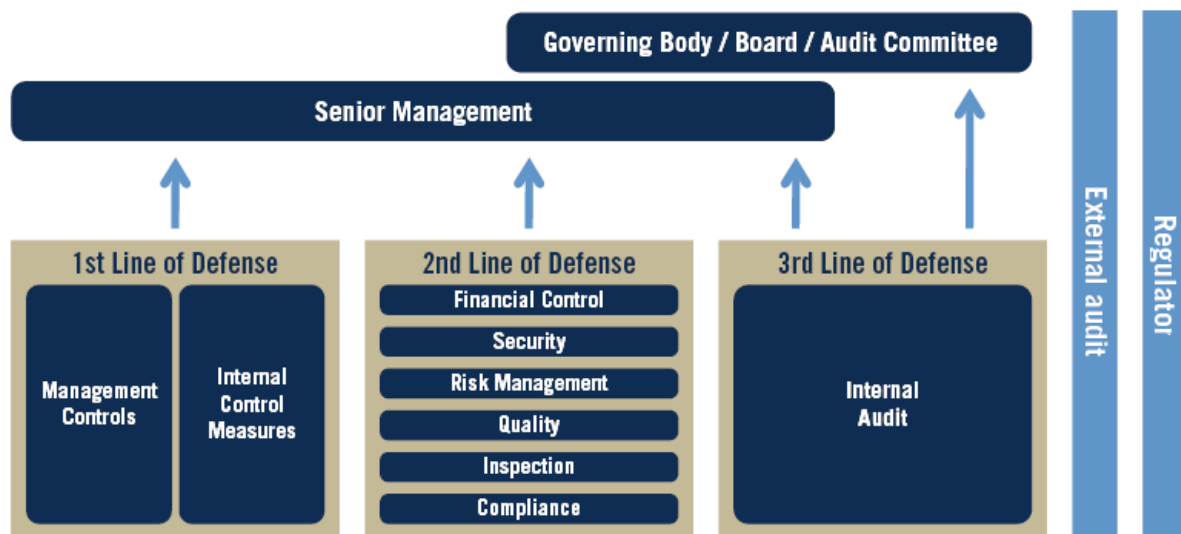 Governing Body / Board / Audit Committee
Senior Management
1st Line of Defense
Management
Controls
Internal
Control
Measures
2nd Line of Defense
Financial Control
Security
Risk Management
Quality
Inspection
Compliance
3rd Line of Defense
Internal
Audit
External audit
Regulator